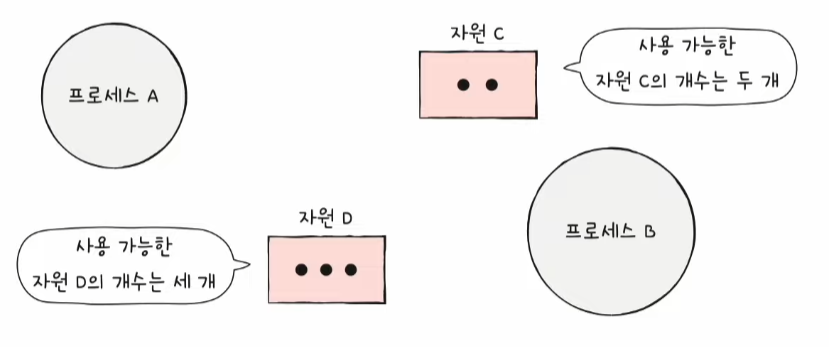 프로세스 A
자원 C
사용 가능한
자원 C의 개수는 두 개
자원 D
사용 가능한
자원 D의 개수는 세 개
프로세스 B